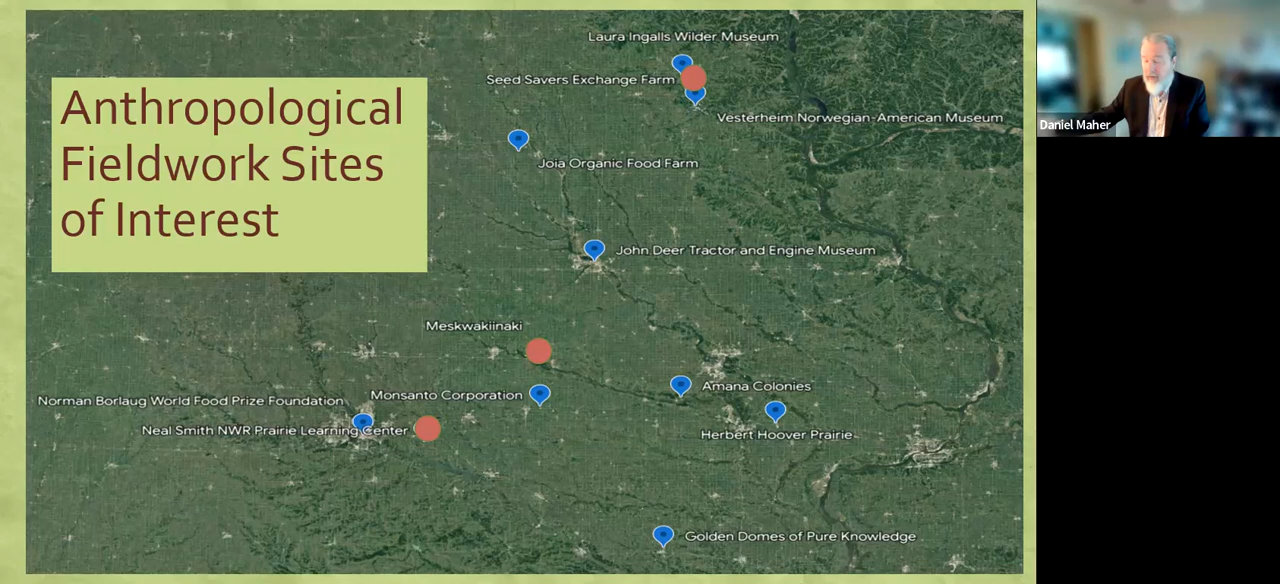 Anthropological
Fieldwork Sites
of Interest
Laura Ingalls Wilder Museum
Seed Savers Exchange Farm
Vesterheim Norwegian-American Museum
Joia Organic Food Farm
John Deer Tractor and Engine Museum
Meskwakiinaki
Monsanto Corporation
Amana Colonies
Norman Borlaug World Food Prize Foundation
Neal Smith NWR Prairie Learning Center
Herbert Hoover Prairie
Golden Domes of Pure Knowledge
Daniel Maher